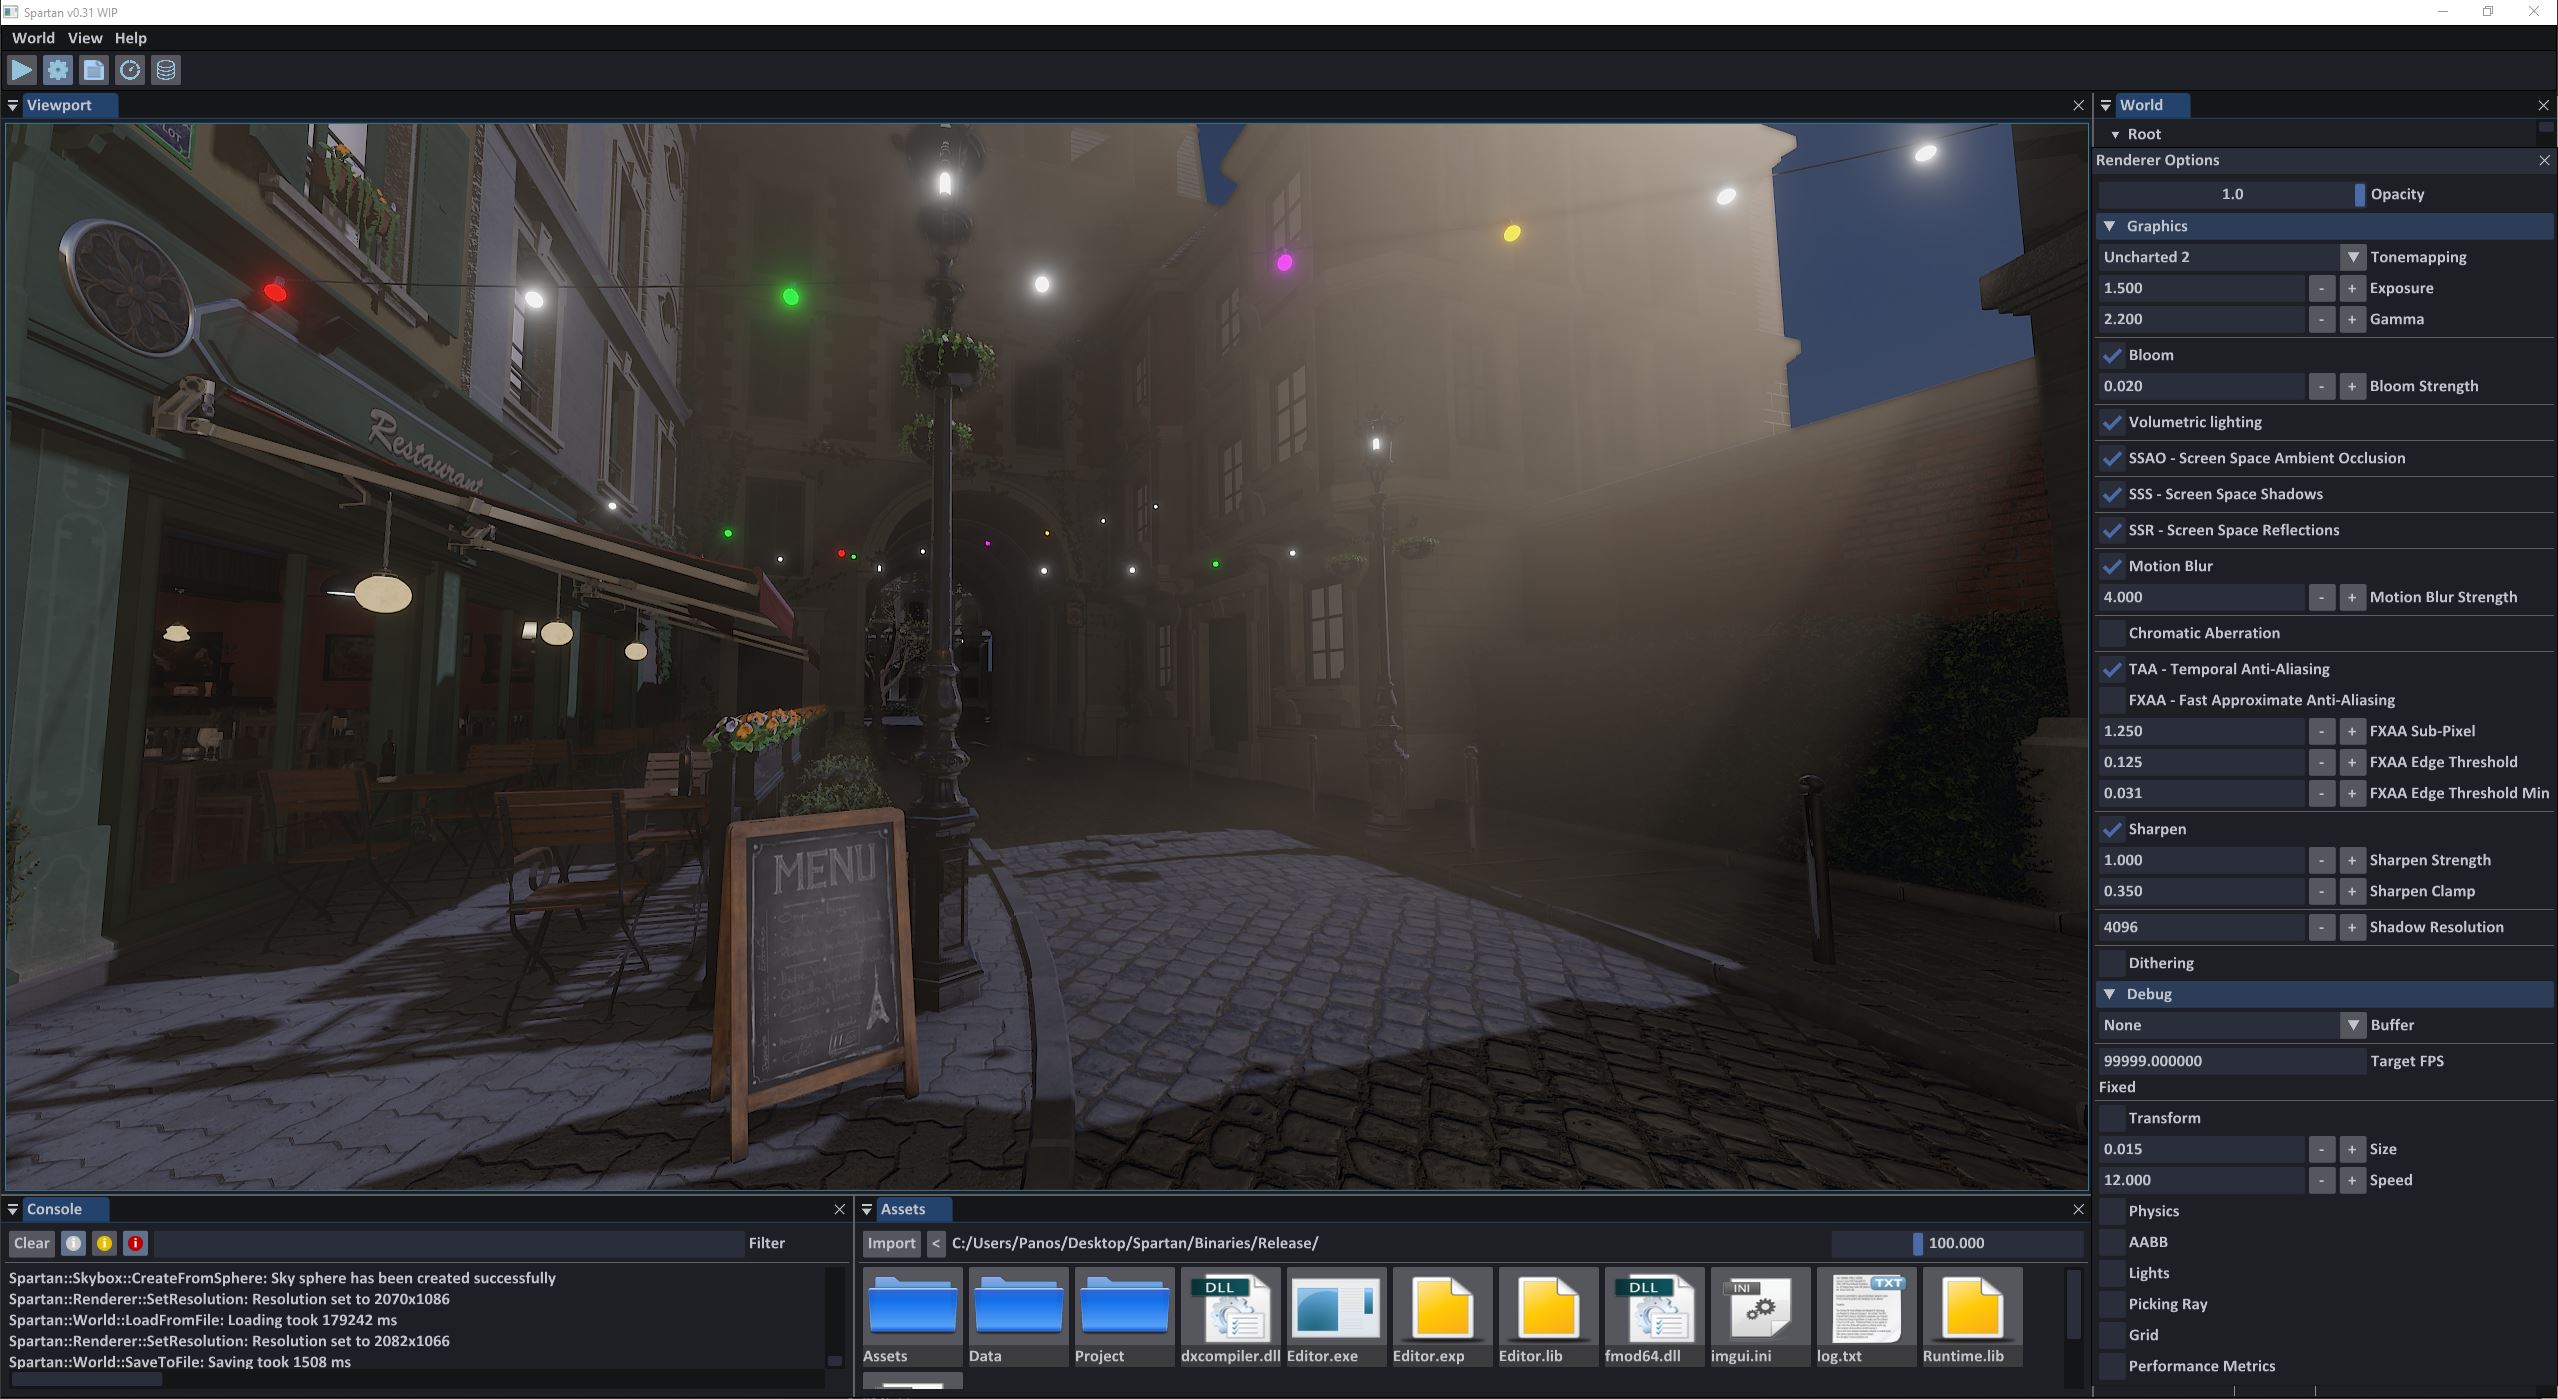 Spartan v0.31 WIP
World View Help
Viewport
LOT
Restaurant
MENU
World
Root
Renderer Options
1.0 Opacity
Graphics
Uncharted 2 Tonemapping
1.500 - + Exposure
2.200 - + Gamma
Bloom
0.020 - + Bloom Strength
Volumetric lighting
SSAO - Screen Space Ambient Occlusion
SSS - Screen Space Shadows
SSR - Screen Space Reflections
Motion Blur
4.000 - + Motion Blur Strength
Chromatic Aberration
TAA - Temporal Anti-Aliasing
FXAA - Fast Approximate Anti-Aliasing
1.250 - + FXAA Sub-Pixel
0.125 - + FXAA Edge Threshold
0.031 - + FXAA Edge Threshold Min
Sharpen
1.000 - + Sharpen Strength
0.350 - + Sharpen Clamp
4096 - + Shadow Resolution
Dithering
Debug
None Buffer
99999.000000 Target FPS
Fixed
Transform
0.015 - + Size
12.000 - + Speed
Physics
AABB
Lights
Picking Ray
Grid
Performance Metrics
Console
Clear Filter
Spartan::Skybox::CreateFromSphere: Sky sphere has been created successfully
Spartan::Renderer::SetResolution: Resolution set to 2070x1086
Spartan::World::LoadFromFile: Loading took 179242 ms
Spartan::Renderer::SetResolution: Resolution set to 2082x1066
Spartan::World::SaveToFile: Saving took 1508 ms
Assets
Import < C:/Users/Panos/Desktop/Spartan/Binaries/Release/ 100.000
DLL DLL INI TXT
Assets Data Project dxcompiler.dll Editor.exe Editor.exp Editor.lib fmod64.dll imgui.ini log.txt Runtime.lib